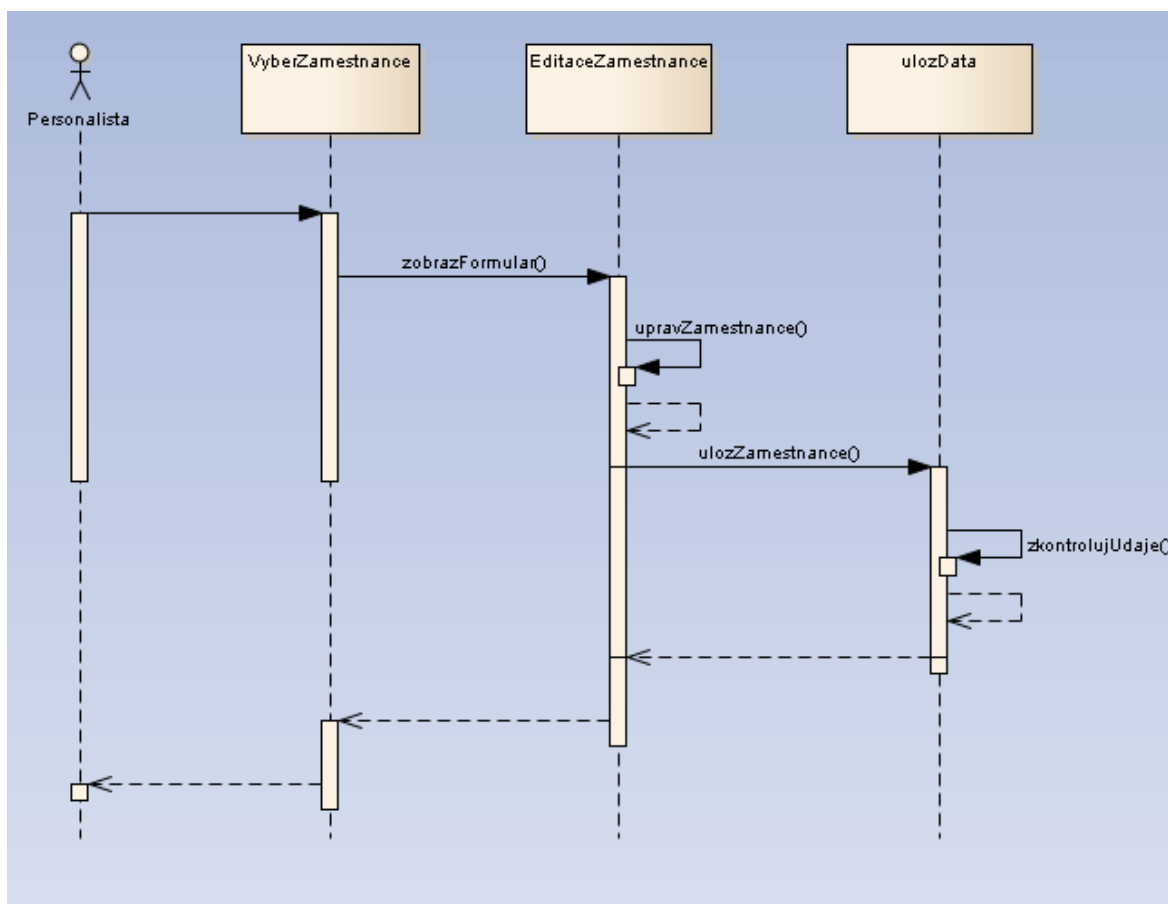 VyberZamestnance
EditaceZamestnance
ulozData
Personalista
zobrazFormular()
upravZamestnance()
ulozZamestnance()
zkontrolujUdaje()